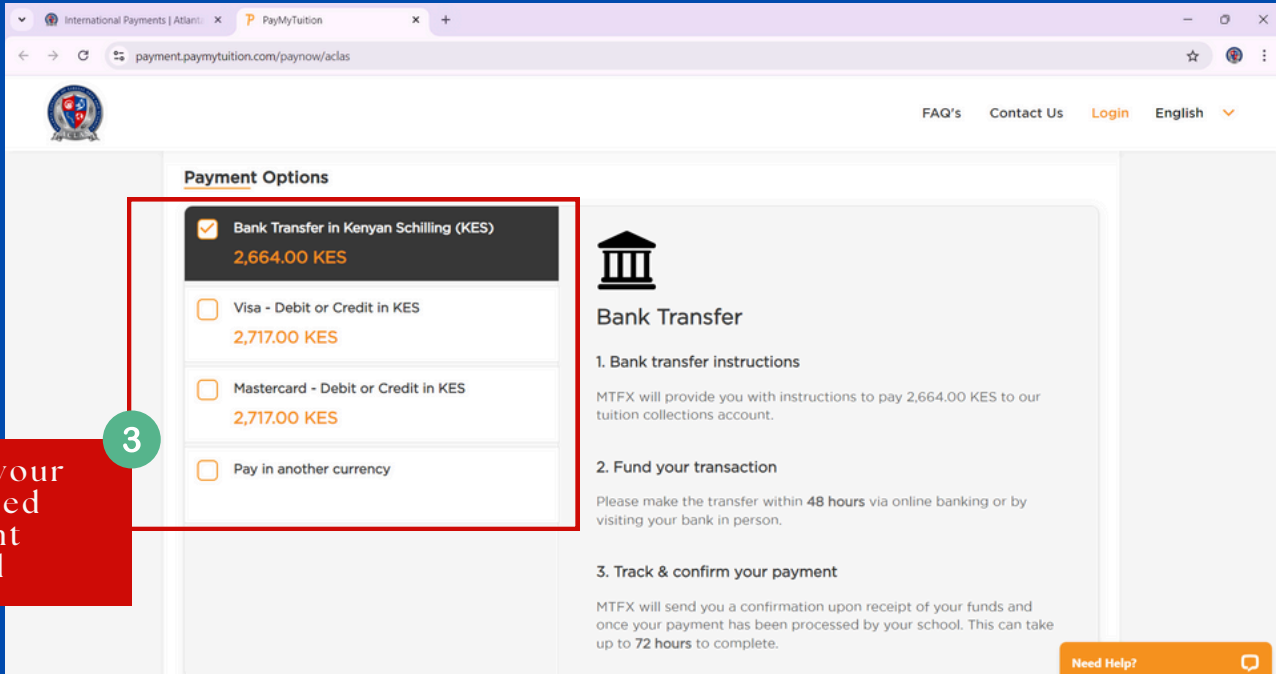 International Payments | Atlanta
PayMyTuition
payment.paymytuition.com/paynow/aclas
FAQ's
Contact Us
Login
English
Payment Options
Bank Transfer in Kenyan Schilling (KES)
2,664.00 KES
Visa - Debit or Credit in KES
2,717.00 KES
Mastercard - Debit or Credit in KES
2,717.00 KES
Pay in another currency
3
your
ed
nt
Bank Transfer
1. Bank transfer instructions
MTFX will provide you with instructions to pay 2,664.00 KES to our
tuition collections account.
2. Fund your transaction
Please make the transfer within 48 hours via online banking or by
visiting your bank in person.
3. Track & confirm your payment
MTFX will send you a confirmation upon receipt of your funds and
once your payment has been processed by your school. This can take
up to 72 hours to complete.
Need Help?